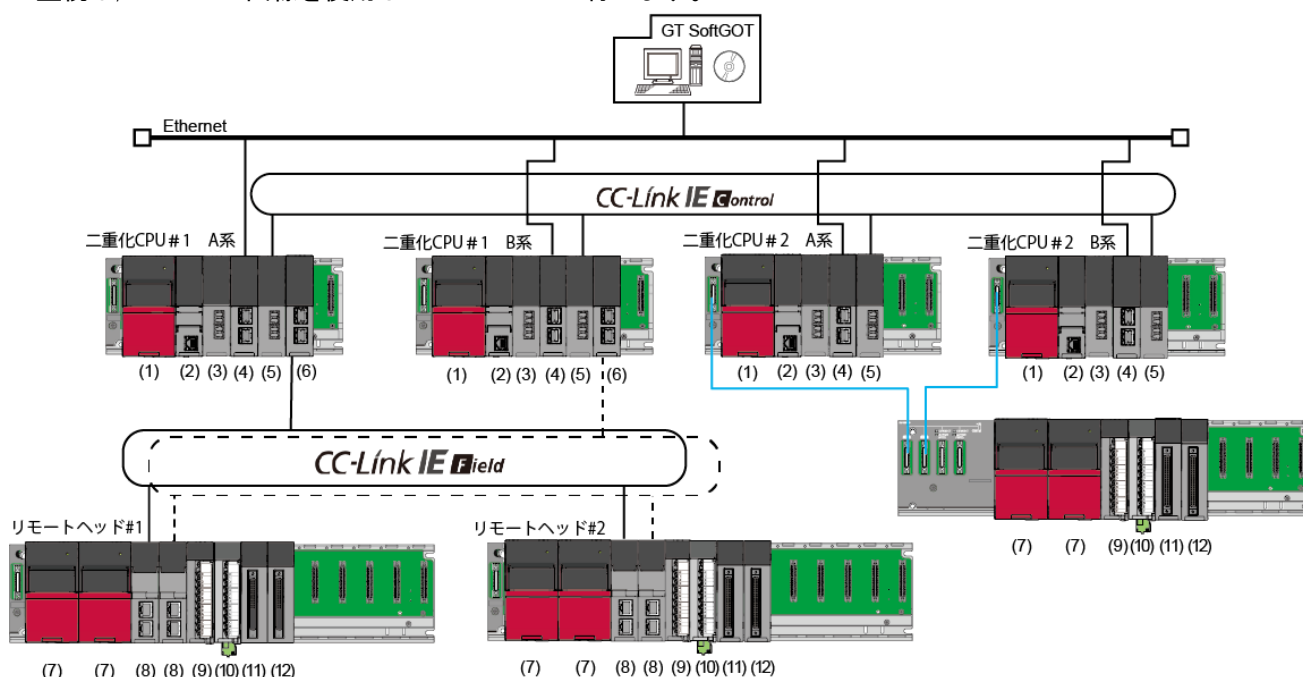 GT SoftGOT
Ethernet
CC-Link IE Control
二重化CPU#1 A系
二重化CPU#1 B系
二重化CPU#2 A系
二重化CPU#2 B系
(1) (2) (3) (4) (5) (6)
(1) (2) (3) (4) (5) (6)
(1) (2) (3) (4) (5)
(1) (2) (3) (4) (5)
CC-Link IE Field
(7) (7) (9) (10) (11) (12)
リモートヘッド#1
リモートヘッド#2
(7) (7) (8) (8) (9) (10) (11) (12)
(7) (7) (8) (8) (9) (10) (11) (12)